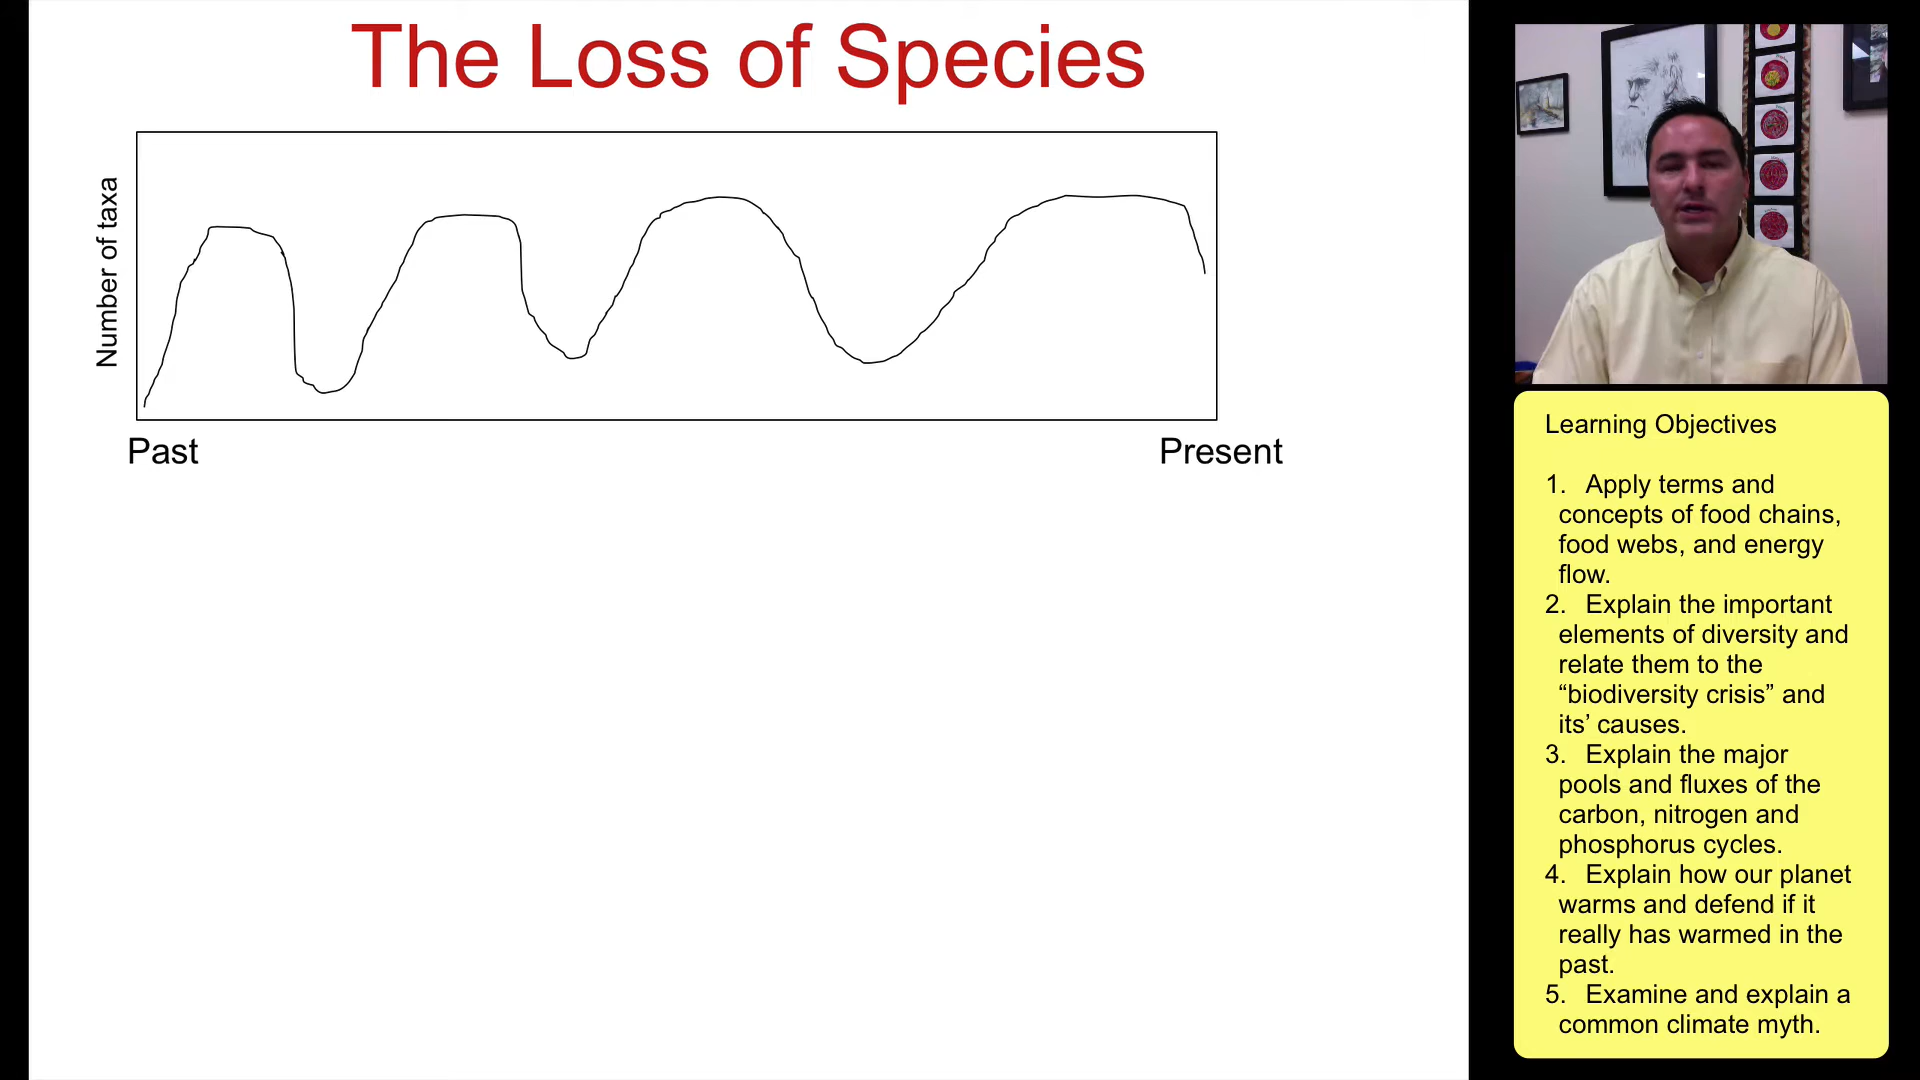 The Loss of Species
Number of taxa
Past
Present
Learning Objectives
1. Apply terms and
concepts of food chains,
food webs, and energy
flow.
2. Explain the important
elements of diversity and
relate them to the
“biodiversity crisis” and
its’ causes.
3. Explain the major
pools and fluxes of the
carbon, nitrogen and
phosphorus cycles.
4. Explain how our planet
warms and defend if it
really has warmed in the
past.
5. Examine and explain a
common climate myth.